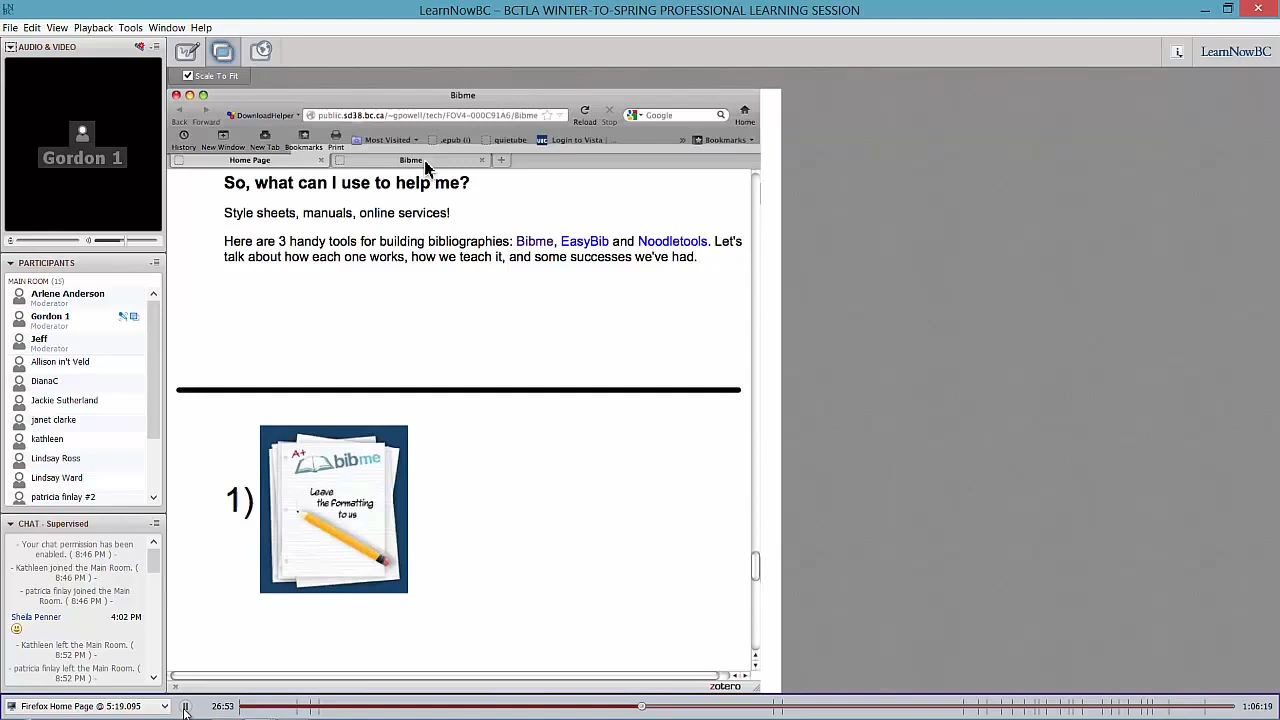 LearnNowBC – BCTLA WINTER-TO-SPRING PROFESSIONAL LEARNING SESSION
File Edit View Playback Tools Window Help
AUDIO & VIDEO
Gordon 1
PARTICIPANTS
MAIN ROOM (15)
Arlene Anderson
Moderator
Gordon 1
Moderator
Jeff
Moderator
Allison in't Veld
DianaC
Jackie Sutherland
janet clarke
kathleen
Lindsay Ross
Lindsay Ward
patricia finlay #2
CHAT - Supervised
- Your chat permission has been
enabled. ( 8:46 PM ) -
- Kathleen joined the Main Room. (
8:46 PM ) -
- patricia finlay joined the Main
Room. ( 8:46 PM ) -
Sheila Penner 4:02 PM
- Kathleen left the Main Room. (
8:52 PM ) -
- patricia finlay left the Main Room. (
8:52 PM ) -
LearnNowBC
Scale To Fit
Bibme
Back Forward DownloadHelper public.sd38.bc.ca/~gpowell/tech/FOV4-000C91A6/Bibme Reload Stop Google Home
History New Window New Tab Bookmarks Print Most Visited .epub (i) quietube UBC Login to Vista | ... » Bookmarks
Home Page Bibme
So, what can I use to help me?
Style sheets, manuals, online services!
Here are 3 handy tools for building bibliographies: Bibme, EasyBib and Noodletools. Let's
talk about how each one works, how we teach it, and some successes we've had.
1)
A+
bibme
Leave
the formatting
to us
zotero
Firefox Home Page @ 5:19.095 26:53 1:06:19